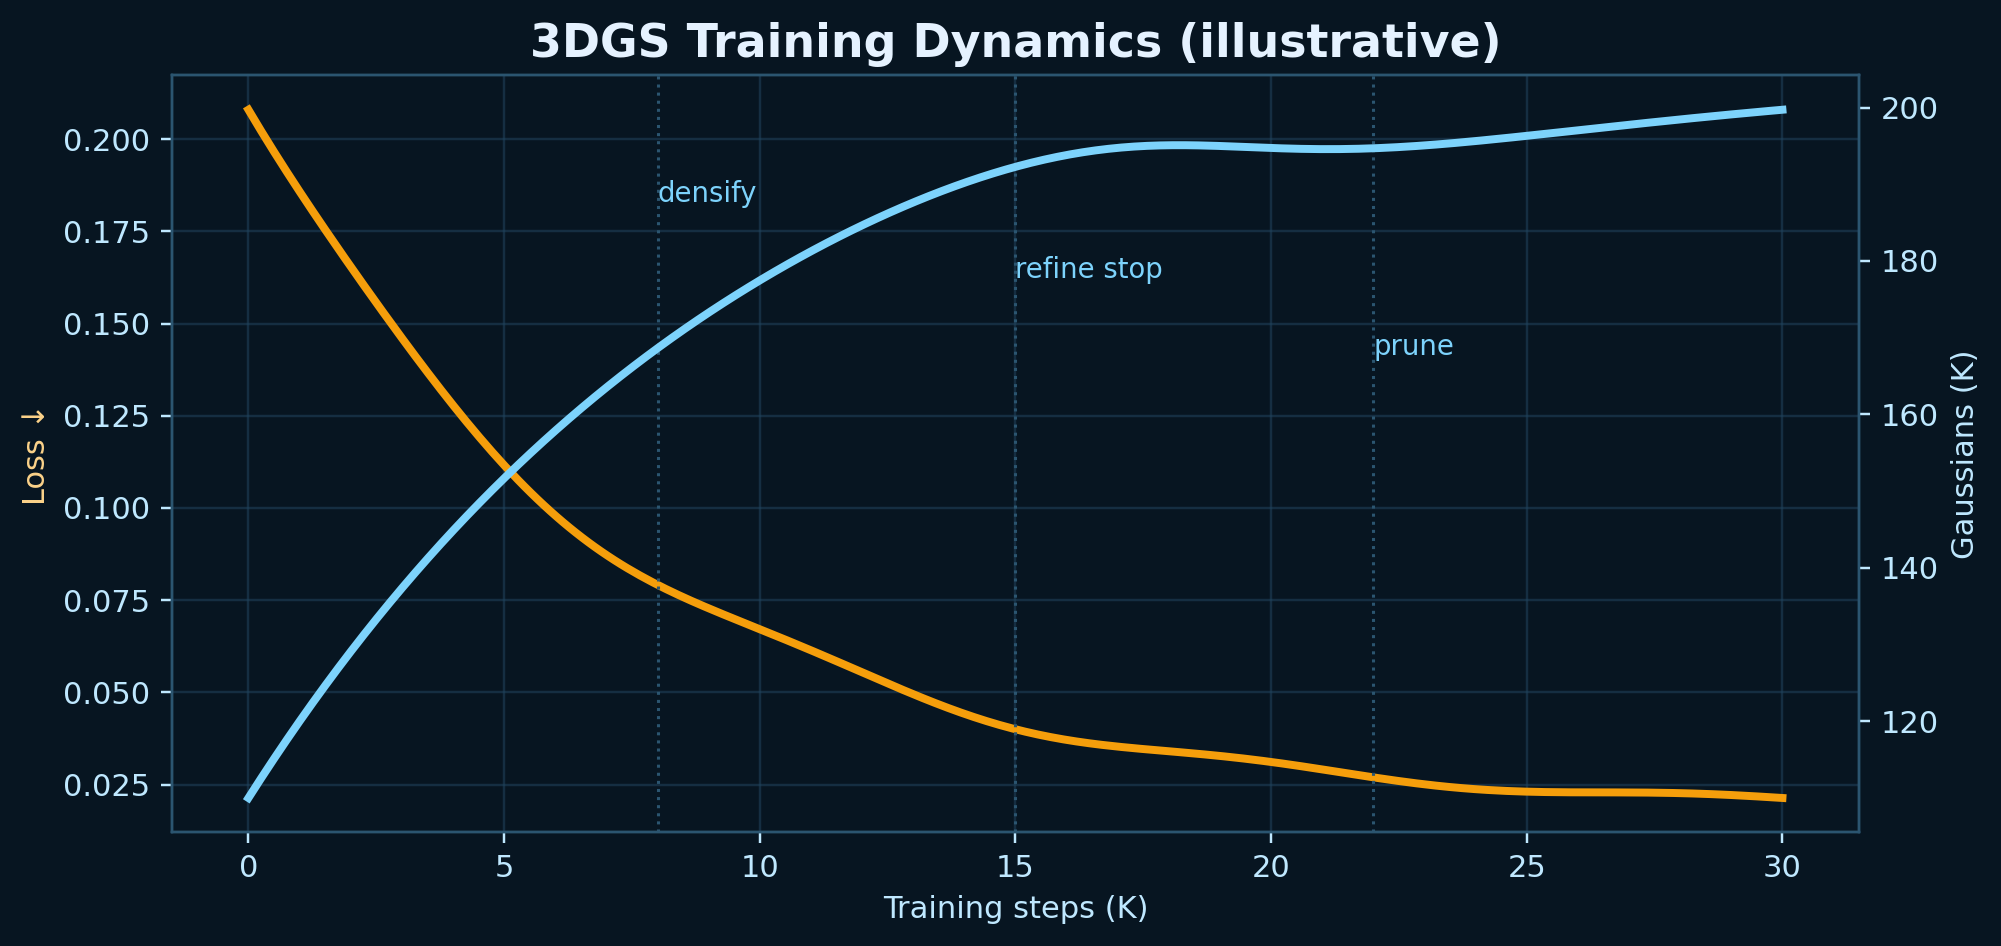 3DGS Training Dynamics (illustrative)
Loss ↓
0.200
0.175
0.150
0.125
0.100
0.075
0.050
0.025
densify
refine stop
prune
200
180
160
140
120
Gaussians (K)
0 5 10 15 20 25 30
Training steps (K)